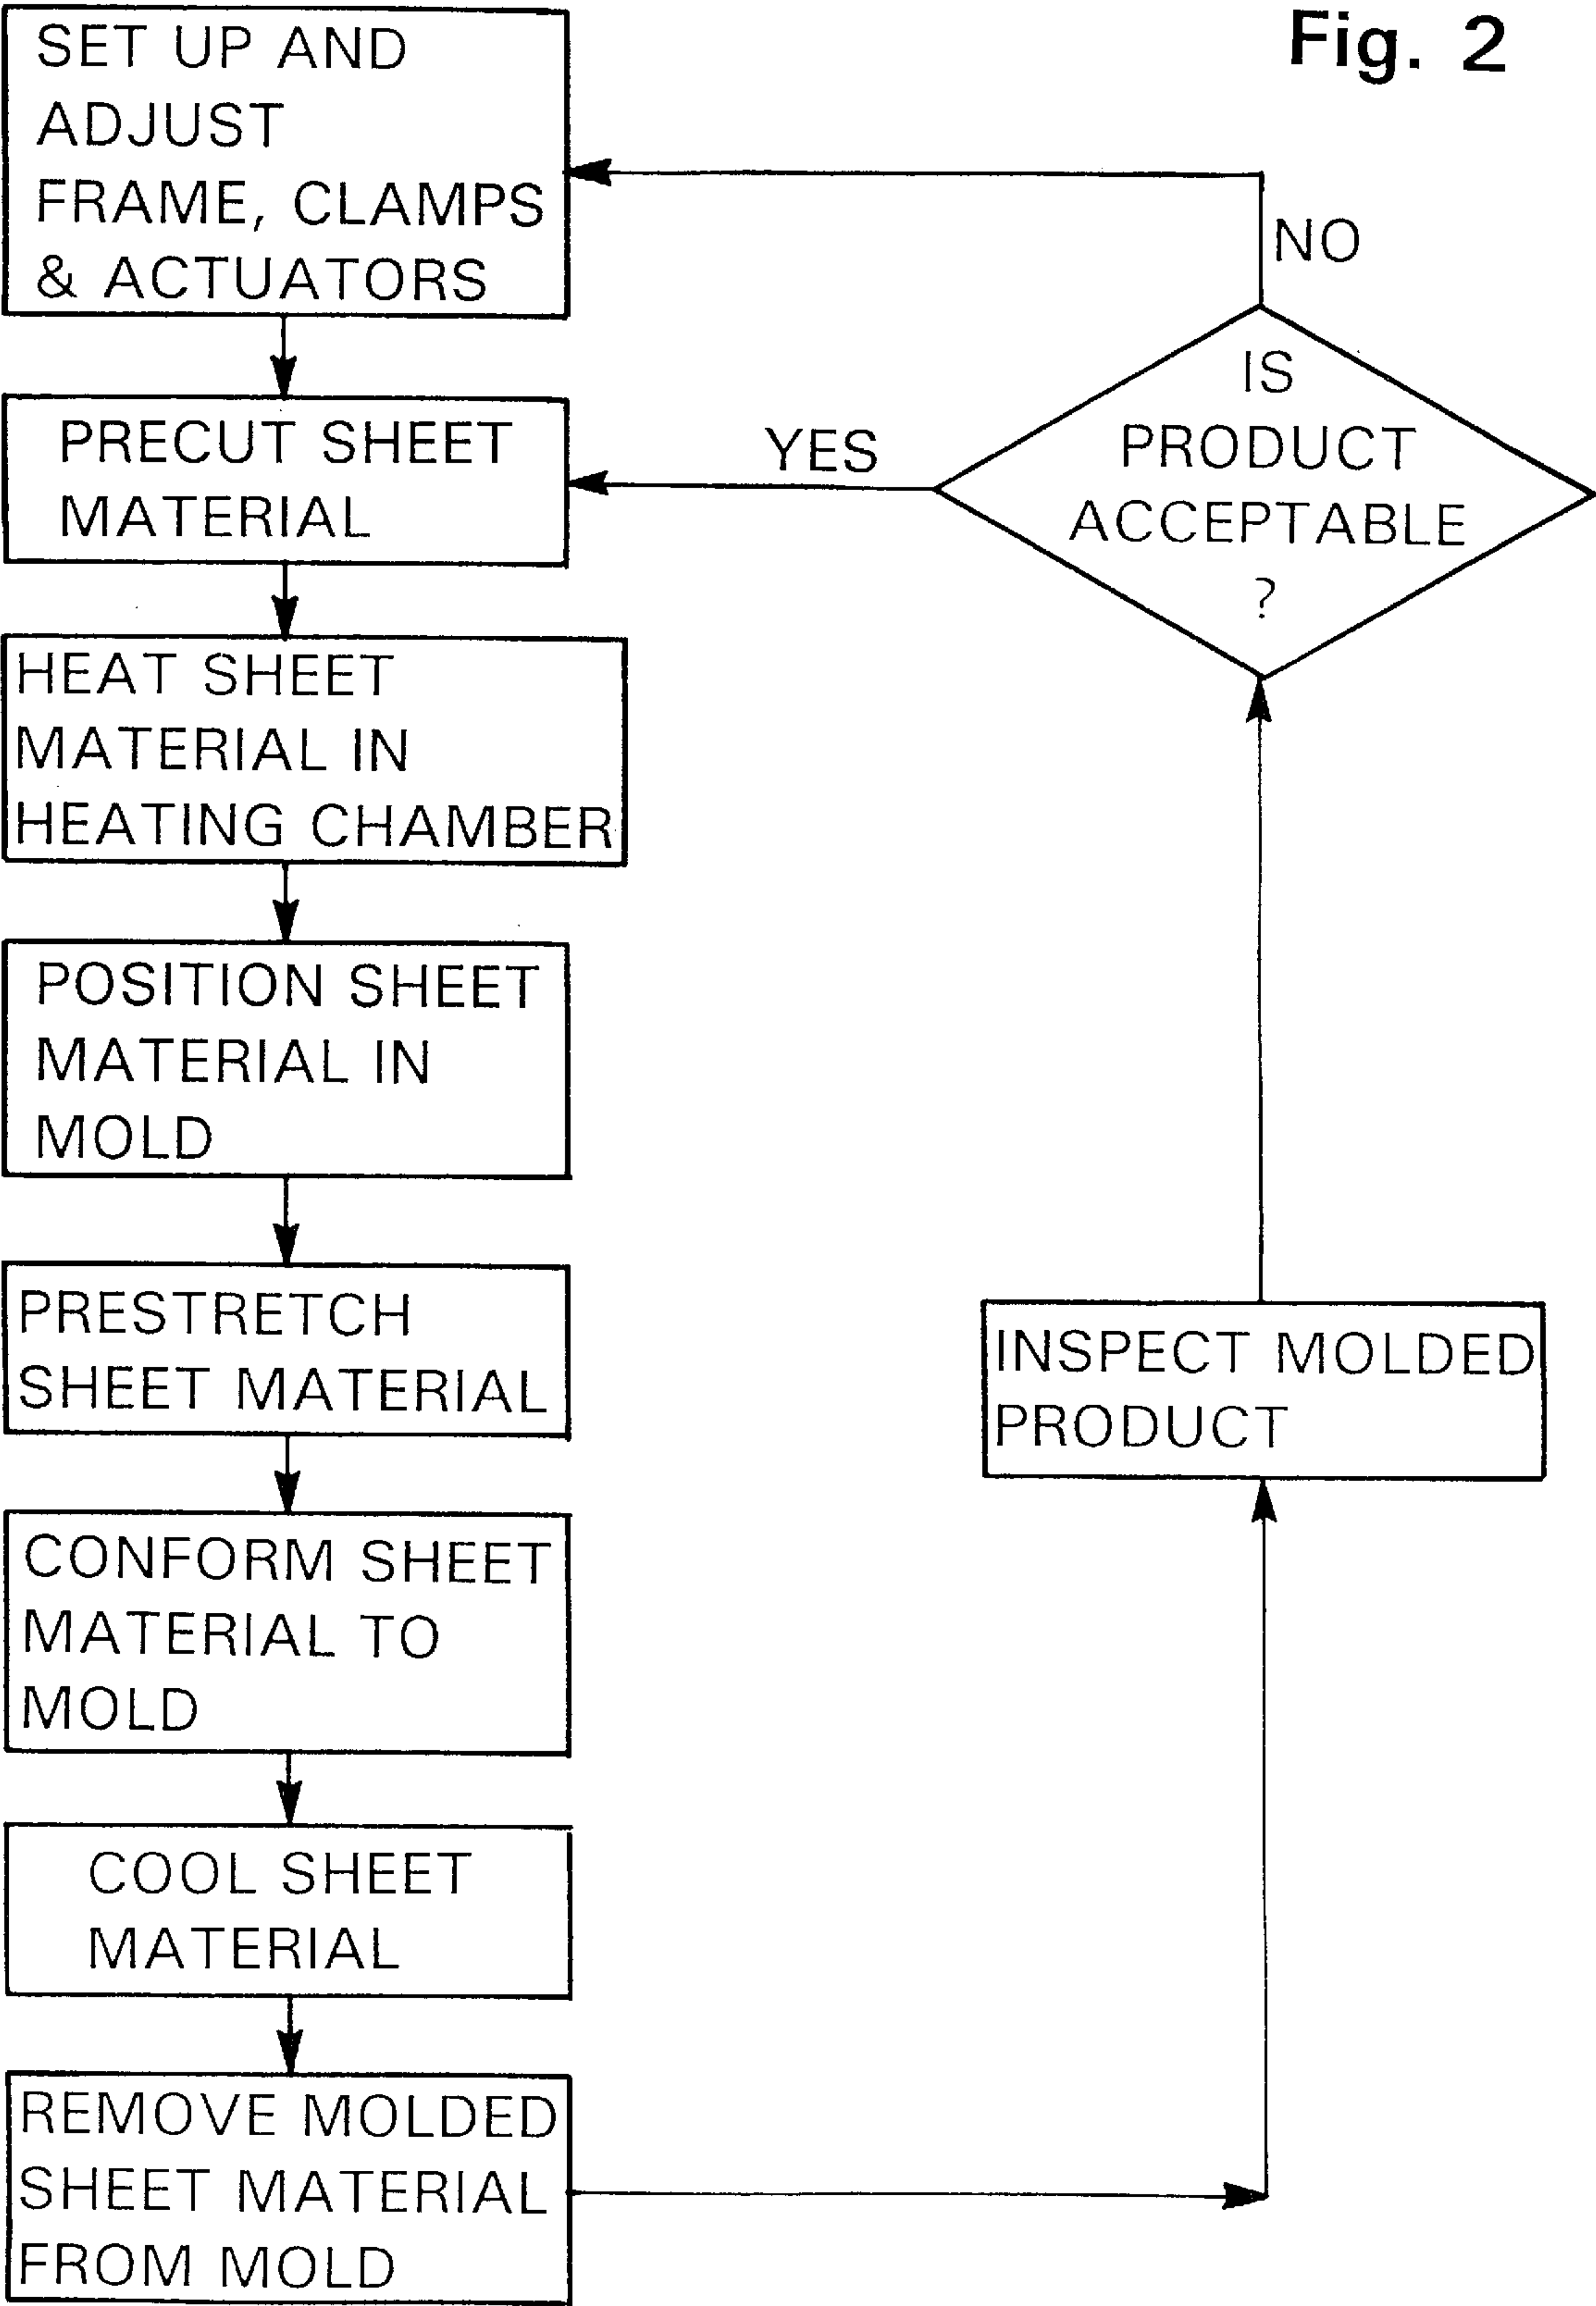 Fig. 2
SET UP AND
ADJUST
FRAME, CLAMPS
& ACTUATORS
PRECUT SHEET
MATERIAL
HEAT SHEET
MATERIAL IN
HEATING CHAMBER
POSITION SHEET
MATERIAL IN
MOLD
PRESTRETCH
SHEET MATERIAL
CONFORM SHEET
MATERIAL TO
MOLD
COOL SHEET
MATERIAL
REMOVE MOLDED
SHEET MATERIAL
FROM MOLD
INSPECT MOLDED
PRODUCT
IS
PRODUCT
ACCEPTABLE
?
YES
NO